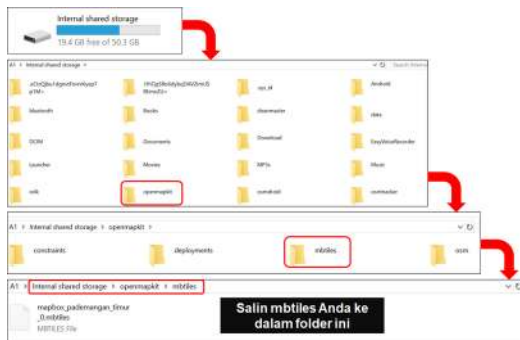 Internal shared storage
19.4 GB free of 50.3 GB
A1 > Internal shared storage >
Android
bluetooth
Books
data
DCIM
Documents
Download
EasyVoiceRecorder
Launcher
Movies
MP3s
Music
openmapkit
A1 > Internal shared storage > openmapkit >
constraints
deployments
mbtiles
osm
A1 > Internal shared storage > openmapkit > mbtiles
mapbox_pademangan_timur
_0.mbtiles
MBTILES File
Salin mbtiles Anda ke
dalam folder ini